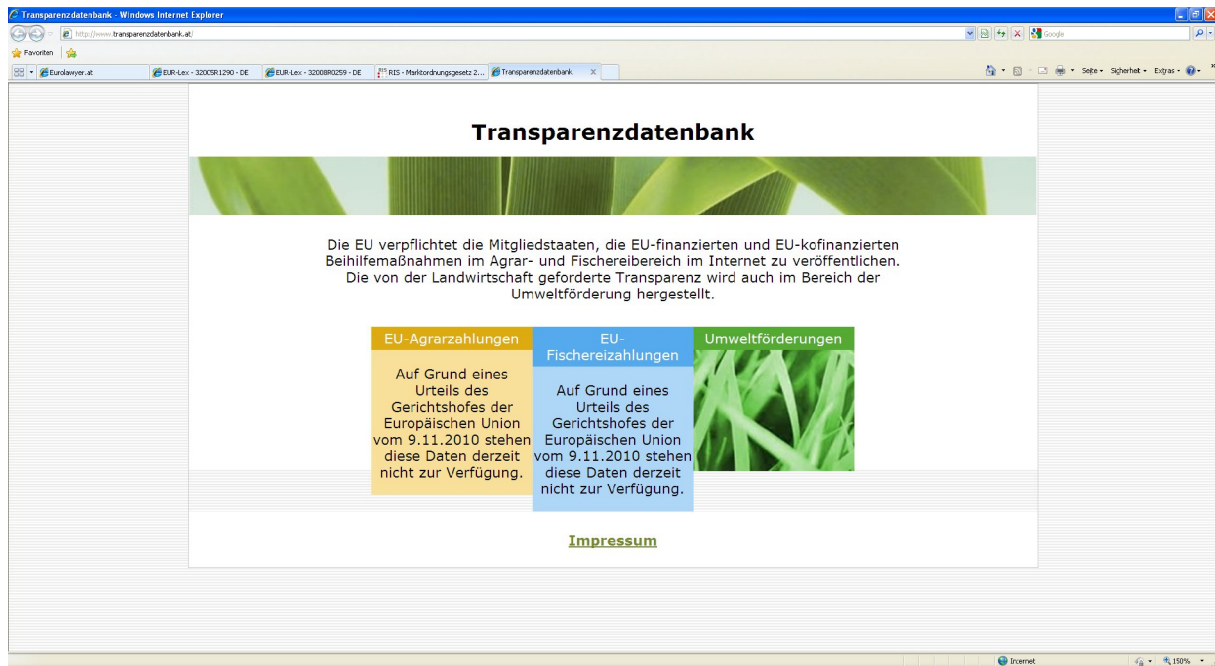 Transparenzdatenbank - Windows Internet Explorer
http://www.transparenzdatenbank.at/
Google
Favoriten
Eurolawyer.at
EUR-Lex - 32005R1290 - DE
EUR-Lex - 32008R0259 - DE
RIS - Marktordnungsgesetz 2...
Transparenzdatenbank
X
Seite
Sicherheit
Extras
Transparenzdatenbank
Die EU verpflichtet die Mitgliedstaaten, die EU-finanzierten und EU-kofinanzierten
Beihilfemaßnahmen im Agrar- und Fischereibereich im Internet zu veröffentlichen.
Die von der Landwirtschaft geforderte Transparenz wird auch im Bereich der
Umweltförderung hergestellt.
EU-Agrarzahlungen
Auf Grund eines
Urteils des
Gerichtshofes der
Europäischen Union
vom 9.11.2010 stehen
diese Daten derzeit
nicht zur Verfügung.
EU-
Fischereizahlungen
Auf Grund eines
Urteils des
Gerichtshofes der
Europäischen Union
vom 9.11.2010 stehen
diese Daten derzeit
nicht zur Verfügung.
Umweltförderungen
Impressum
Internet
150%